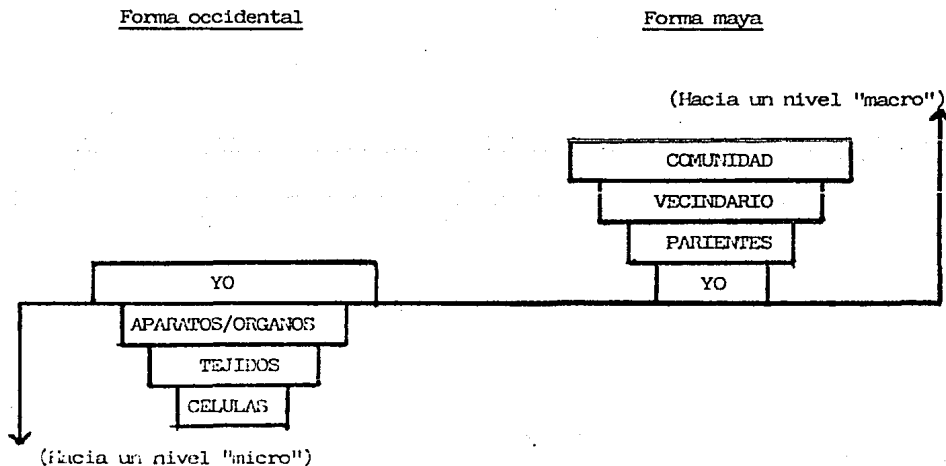 Forma occidental
Forma maya
(Hacia un nivel "macro")
COMUNIDAD
VECINDARIO
PARIENTES
YO
YO
APARATOS/ORGANOS
TEJIDOS
CELULAS
(Hacia un nivel "micro")